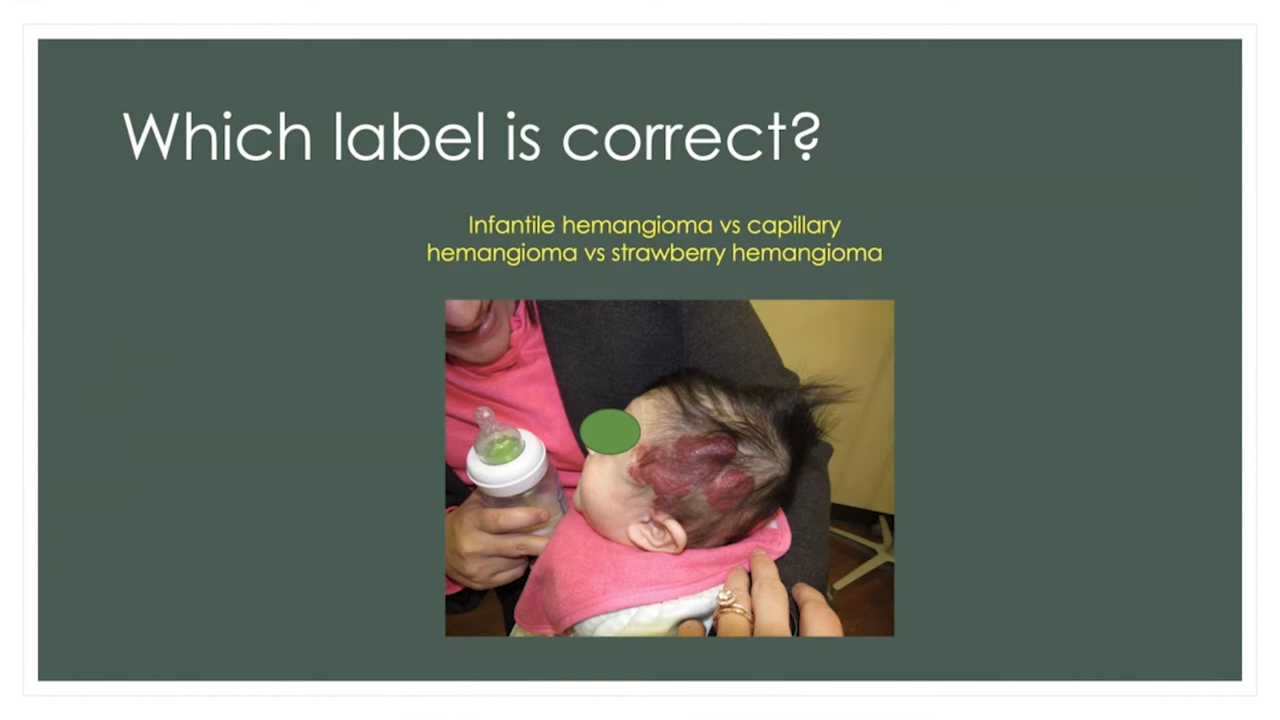 Which label is correct?
Infantile hemangioma vs capillary
hemangioma vs strawberry hemangioma